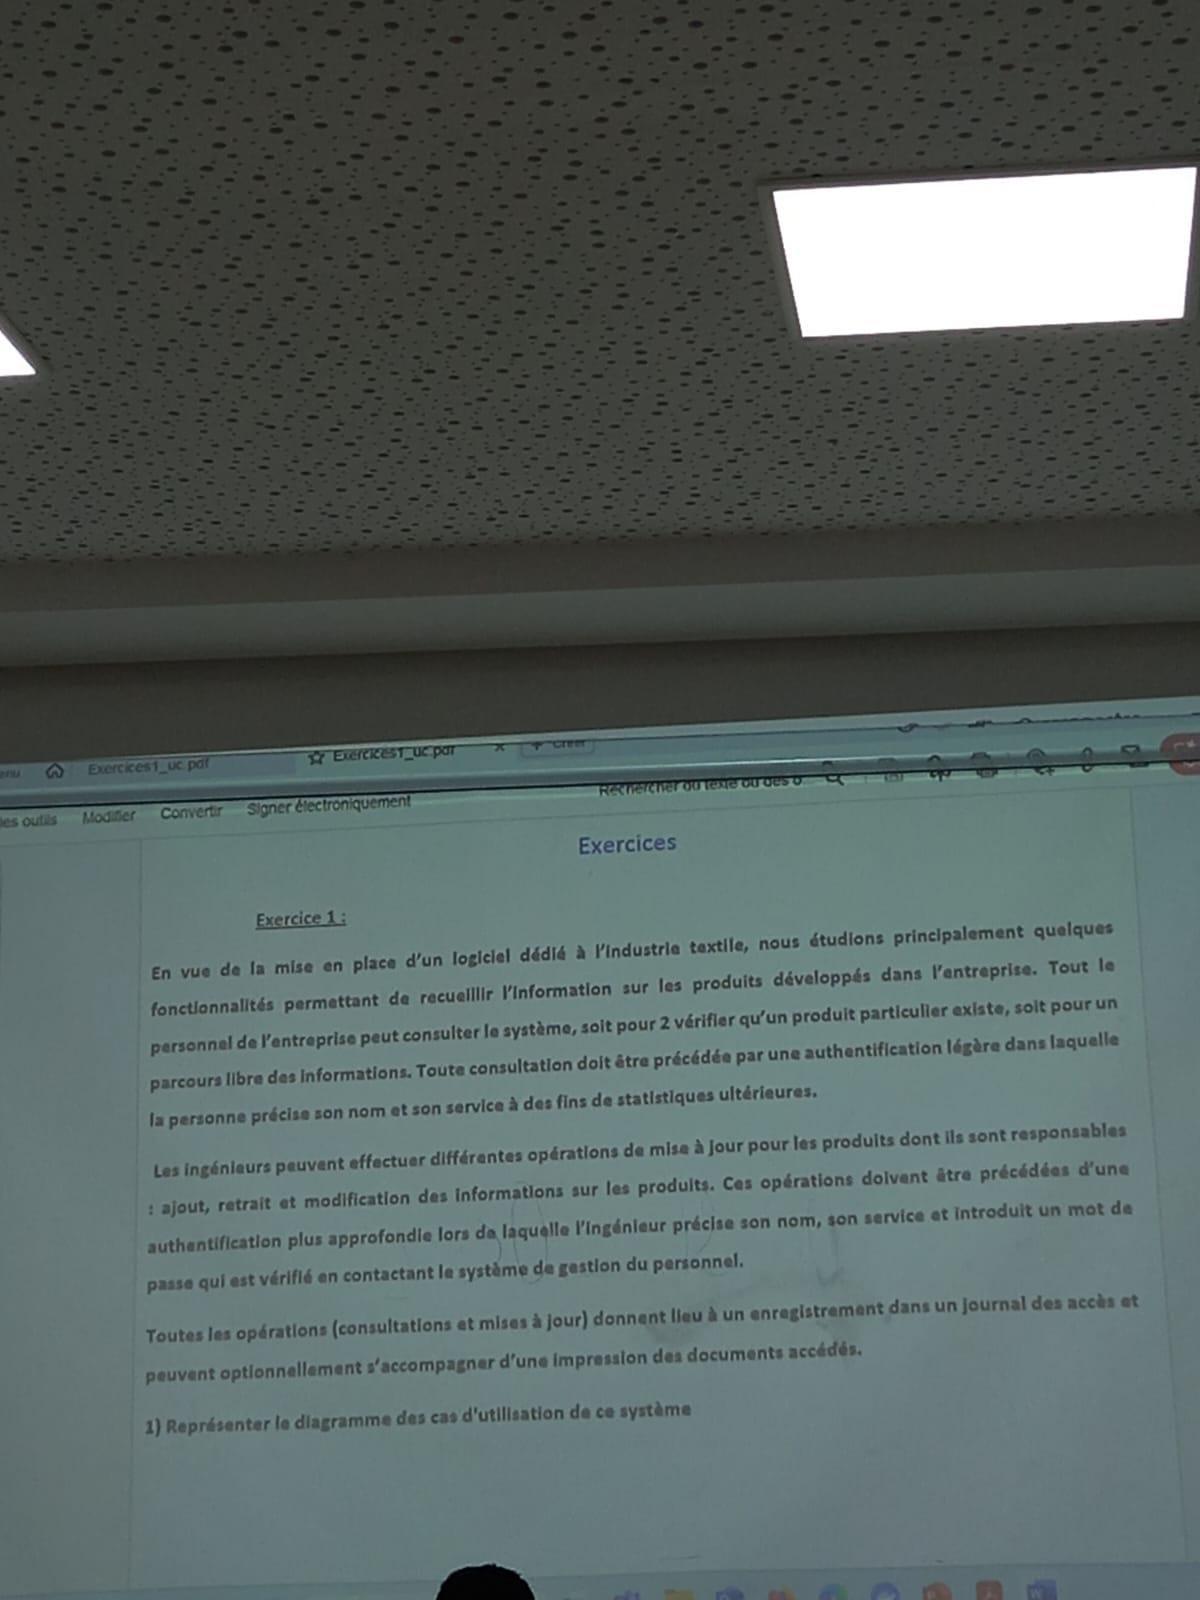 Exercices1_uc.pdf
Exercices1_uc.pdf
+ Créer
les outils Modifier Convertir Signer électroniquement
Rechercher du texte ou des o
Exercices
Exercice 1 :
En vue de la mise en place d'un logiciel dédié à l'industrie textile, nous étudions principalement quelques
fonctionnalités permettant de recueillir l'information sur les produits développés dans l'entreprise. Tout le
personnel de l'entreprise peut consulter le système, soit pour 2 vérifier qu'un produit particulier existe, soit pour un
parcours libre des informations. Toute consultation doit être précédée par une authentification légère dans laquelle
la personne précise son nom et son service à des fins de statistiques ultérieures.
Les ingénieurs peuvent effectuer différentes opérations de mise à jour pour les produits dont ils sont responsables
: ajout, retrait et modification des informations sur les produits. Ces opérations doivent être précédées d'une
authentification plus approfondie lors de laquelle l'ingénieur précise son nom, son service et introduit un mot de
passe qui est vérifié en contactant le système de gestion du personnel.
Toutes les opérations (consultations et mises à jour) donnent lieu à un enregistrement dans un journal des accès et
peuvent optionnellement s'accompagner d'une impression des documents accédés.
1) Représenter le diagramme des cas d'utilisation de ce système